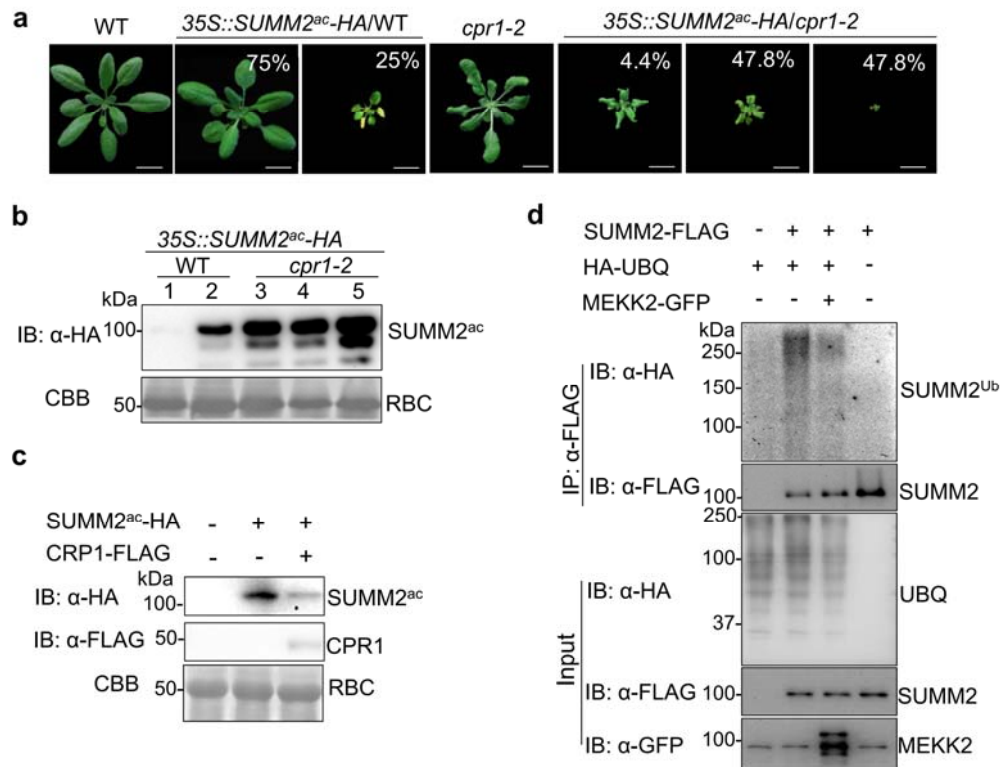 a
WT
35S::SUMM2ac-HA/WT
cpr1-2
35S::SUMM2ac-HA/cpr1-2
75%
25%
4.4%
47.8%
47.8%
b
35S::SUMM2ac-HA
WT
cpr1-2
kDa
1 2 3 4 5
IB: α-HA
100
SUMM2ac
CBB
50
RBC
c
SUMM2ac-HA - + +
CRP1-FLAG - - +
kDa
IB: α-HA
100
SUMM2ac
IB: α-FLAG
50
CPR1
CBB
50
RBC
d
SUMM2-FLAG - + + +
HA-UBQ + + + -
MEKK2-GFP - - + -
kDa
IP: α-FLAG
IB: α-HA
250
150
100
SUMM2Ub
IB: α-FLAG
100
SUMM2
Input
IB: α-HA
250
100
37
UBQ
IB: α-FLAG
100
SUMM2
IB: α-GFP
100
MEKK2